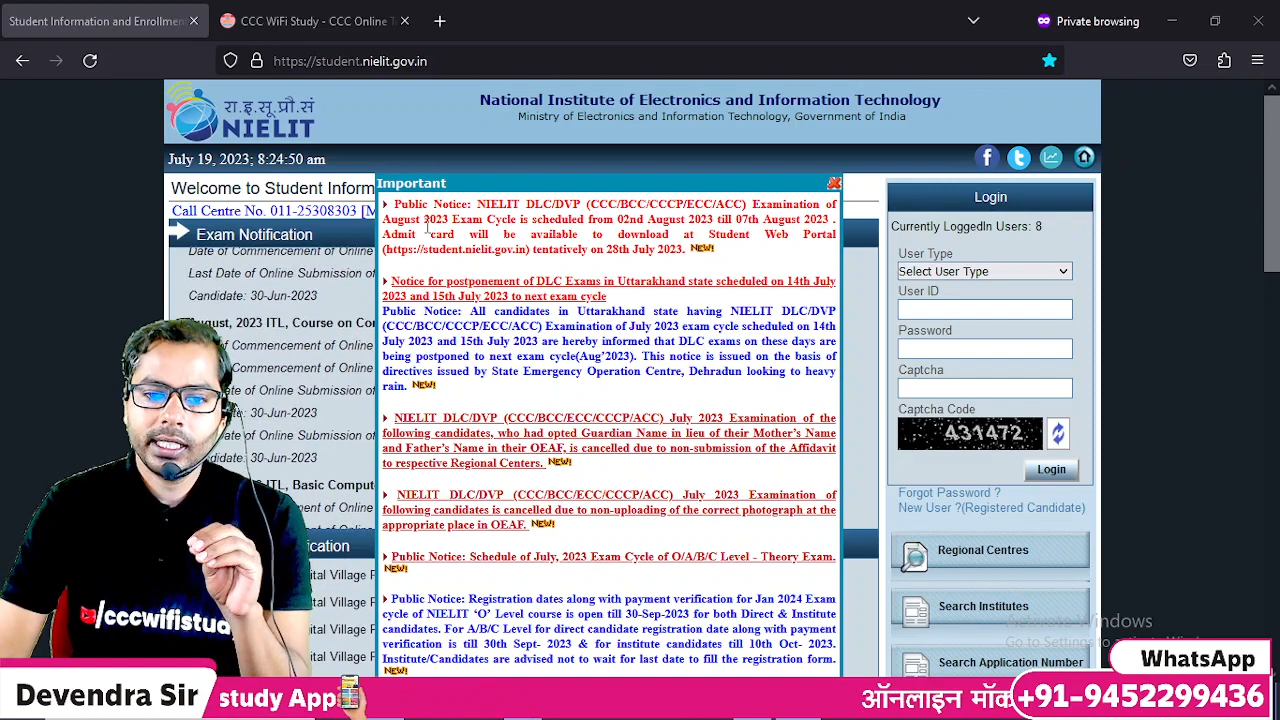 Student Information and Enrollmen
CCC WiFi Study - CCC Online T
Private browsing
https://student.nielit.gov.in
रा.इ.सू.प्रौ.सं
NIELIT
National Institute of Electronics and Information Technology
Ministry of Electronics and Information Technology, Government of India
July 19, 2023; 8:24:50 am
Welcome to Student Inform
Call Centre No. 011-25308303 [M
Exam Notification
Date of Commencement of Onlin
Last Date of Online Submission
Candidate: 30-Jun-2023
August, 2023 ITL, Course on Co
of Commencement of Online
ate of Online Submission of
ate: 30-Jun-2023
of Commencement of Online
ate of Online Submission of
date: 30-Jun-2023
st, 2023 ITL, Basic Comput
of Commencement of Online
ication
ital Village P
ital Village P
ital Village P
ital Village P
Important
Public Notice: NIELIT DLC/DVP (CCC/BCC/CCCP/ECC/ACC) Examination of
August 2023 Exam Cycle is scheduled from 02nd August 2023 till 07th August 2023 .
Admit card will be available to download at Student Web Portal
(https://student.nielit.gov.in) tentatively on 28th July 2023. NEW!
Notice for postponement of DLC Exams in Uttarakhand state scheduled on 14th July
2023 and 15th July 2023 to next exam cycle
Public Notice: All candidates in Uttarakhand state having NIELIT DLC/DVP
(CCC/BCC/CCCP/ECC/ACC) Examination of July 2023 exam cycle scheduled on 14th
July 2023 and 15th July 2023 are hereby informed that DLC exams on these days are
being postponed to next exam cycle(Aug’2023). This notice is issued on the basis of
directives issued by State Emergency Operation Centre, Dehradun looking to heavy
rain. NEW!
NIELIT DLC/DVP (CCC/BCC/ECC/CCCP/ACC) July 2023 Examination of the
following candidates, who had opted Guardian Name in lieu of their Mother’s Name
and Father’s Name in their OEAF, is cancelled due to non-submission of the Affidavit
to respective Regional Centers. NEW!
NIELIT DLC/DVP (CCC/BCC/ECC/CCCP/ACC) July 2023 Examination of
following candidates is cancelled due to non-uploading of the correct photograph at the
appropriate place in OEAF. NEW!
Public Notice: Schedule of July, 2023 Exam Cycle of O/A/B/C Level - Theory Exam.
NEW!
Public Notice: Registration dates along with payment verification for Jan 2024 Exam
cycle of NIELIT ‘O’ Level course is open till 30-Sep-2023 for both Direct & Institute
candidates. For A/B/C Level for direct candidate registration date along with payment
verification is till 30th Sept- 2023 & for institute candidates till 10th Oct- 2023.
Institute/Candidates are advised not to wait for last date to fill the registration form.
NEW!
Login
Currently LoggedIn Users: 8
User Type
Select User Type
User ID
Password
Captcha
Captcha Code
431472
Login
Forgot Password ?
New User ?(Registered Candidate)
Regional Centres
Search Institutes
Search Application Number
Activate Windows
/cccwifistud
Devendra Sir
study App
ऑनलाइन मॉक
WhatsApp
+91-9452299436